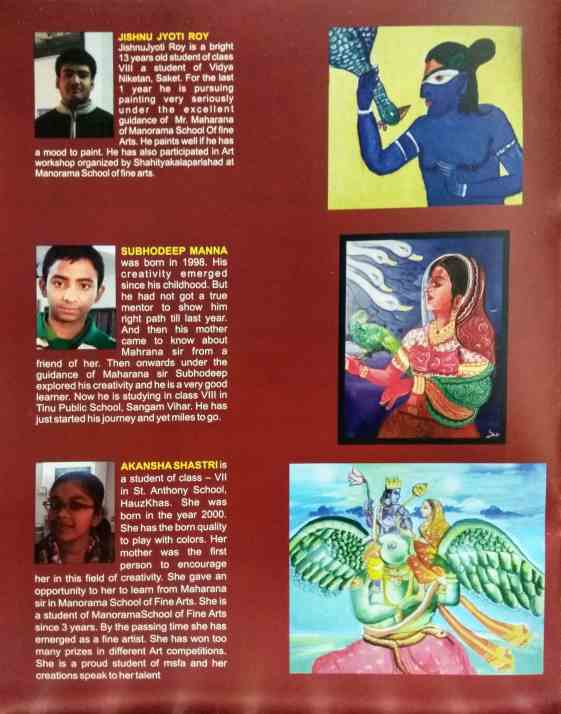 JISHNU JYOTI ROY
JishnuJyoti Roy is a bright
13 years old student of class
VIII a student of Vidya
Niketan, Saket. For the last
1 year he is pursuing
painting very seriously
under the excellent
guidance of Mr. Maharana
of Manorama School Of fine
Arts. He paints well if he has
a mood to paint. He has also participated in Art
workshop organized by Shahityakalaparishad at
Manorama School of fine arts.
SUBHODEEP MANNA
was born in 1998. His
creativity emerged
since his childhood. But
he had not got a true
mentor to show him
right path till last year.
And then his mother
came to know about
Mahrana sir from a
friend of her. Then onwards under the
guidance of Maharana sir Subhodeep
explored his creativity and he is a very good
learner. Now he is studying in class VIII in
Tinu Public School, Sangam Vihar. He has
just started his journey and yet miles to go.
AKANSHA SHASTRI is
a student of class – VII
in St. Anthony School,
HauzKhas. She was
born in the year 2000.
She has the born quality
to play with colors. Her
mother was the first
person to encourage
her in this field of creativity. She gave an
opportunity to her to learn from Maharana
sir in Manorama School of Fine Arts. She is
a student of ManoramaSchool of Fine Arts
since 3 years. By the passing time she has
emerged as a fine artist. She has won too
many prizes in different Art competitions.
She is a proud student of msfa and her
creations speak to her talent